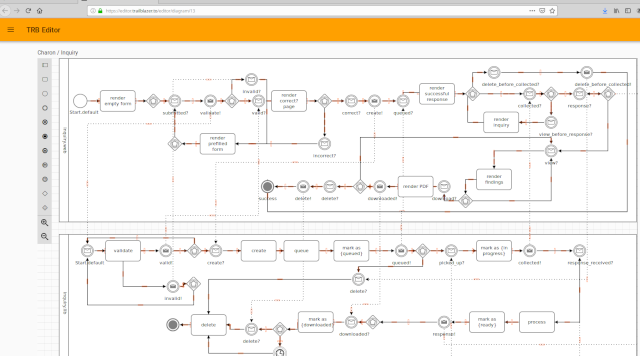 https://editor.trailblazer.to/editor/diagram/13
TRB Editor
Charon / Inquiry
delete_before_collected?
delete_before_collected?
invalid?
render
empty form
render
correct?
page
render
successful
response
Start.default
submitted?
validate!
valid?
correct?
create!
queued?
collected?
response?
render
inquiry
view_before_response?
render
prefilled
form
incorrect?
view?
render
findings
render PDF
success
delete!
delete?
downloaded?
download?
validate
create
queue
mark as
[queued]
mark as [in
progress]
Start.default
valid!
create?
queued!
picked_up?
collected!
response_received?
invalid!
delete?
delete
mark as
[downloaded]
mark as
[ready]
process
delete?
downloaded?
response!